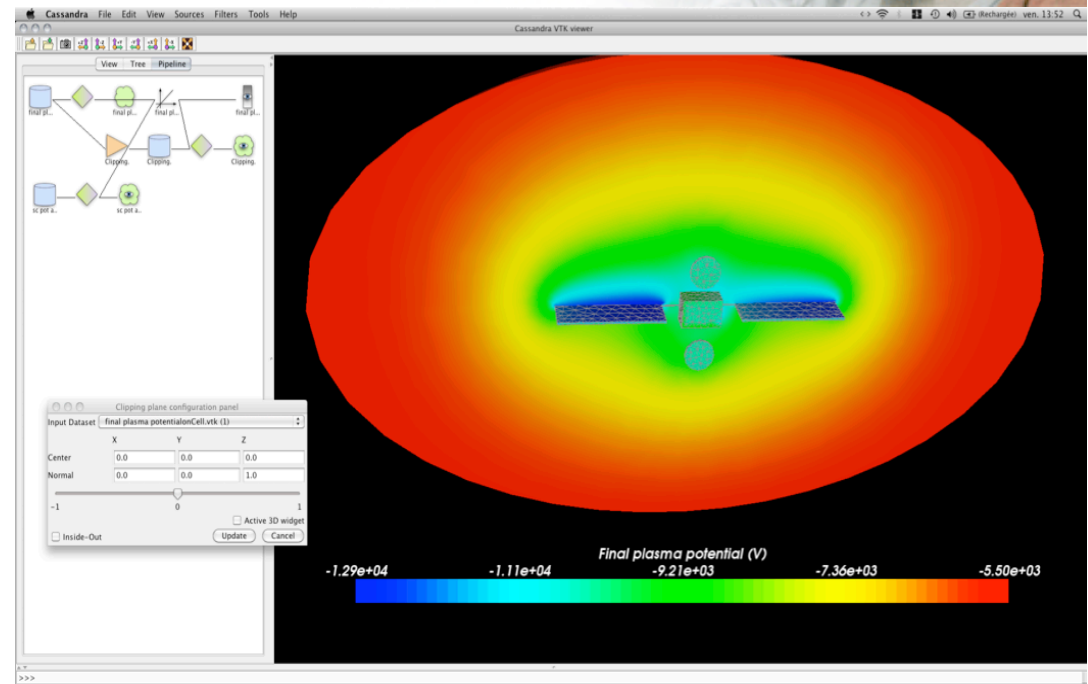 Cassandra File Edit View Sources Filters Tools Help (Rechargée) ven. 13:52
Cassandra VTK viewer
View Tree Pipeline
final pl... final pl... final pl... final pl...
Clipping. Clipping. Clipping.
sc pot a... sc pot a...
Clipping plane configuration panel
Input Dataset final plasma potentialonCell.vtk (1)
X Y Z
Center 0.0 0.0 0.0
Normal 0.0 0.0 1.0
-1 0 1
Active 3D widget
Inside-Out Update Cancel
Final plasma potential (V)
-1.29e+04 -1.11e+04 -9.21e+03 -7.36e+03 -5.50e+03
>>>